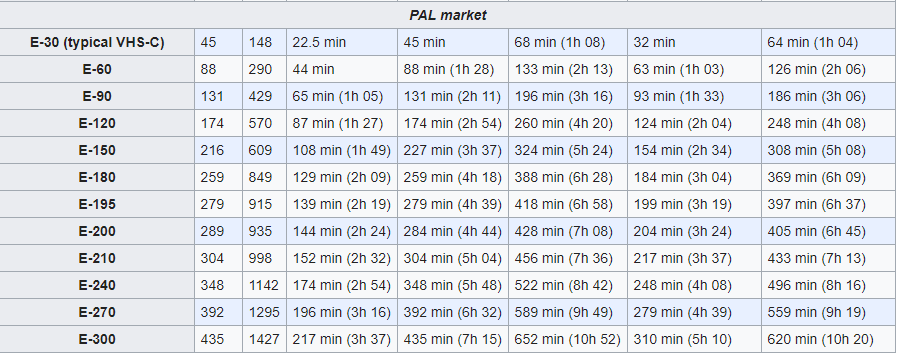 PAL market
E-30 (typical VHS-C) 45 148 22.5 min 45 min 68 min (1h 08) 32 min 64 min (1h 04)
E-60 88 290 44 min 88 min (1h 28) 133 min (2h 13) 63 min (1h 03) 126 min (2h 06)
E-90 131 429 65 min (1h 05) 131 min (2h 11) 196 min (3h 16) 93 min (1h 33) 186 min (3h 06)
E-120 174 570 87 min (1h 27) 174 min (2h 54) 260 min (4h 20) 124 min (2h 04) 248 min (4h 08)
E-150 216 609 108 min (1h 49) 227 min (3h 37) 324 min (5h 24) 154 min (2h 34) 308 min (5h 08)
E-180 259 849 129 min (2h 09) 259 min (4h 18) 388 min (6h 28) 184 min (3h 04) 369 min (6h 09)
E-195 279 915 139 min (2h 19) 279 min (4h 39) 418 min (6h 58) 199 min (3h 19) 397 min (6h 37)
E-200 289 935 144 min (2h 24) 284 min (4h 44) 428 min (7h 08) 204 min (3h 24) 405 min (6h 45)
E-210 304 998 152 min (2h 32) 304 min (5h 04) 456 min (7h 36) 217 min (3h 37) 433 min (7h 13)
E-240 348 1142 174 min (2h 54) 348 min (5h 48) 522 min (8h 42) 248 min (4h 08) 496 min (8h 16)
E-270 392 1295 196 min (3h 16) 392 min (6h 32) 589 min (9h 49) 279 min (4h 39) 559 min (9h 19)
E-300 435 1427 217 min (3h 37) 435 min (7h 15) 652 min (10h 52) 310 min (5h 10) 620 min (10h 20)